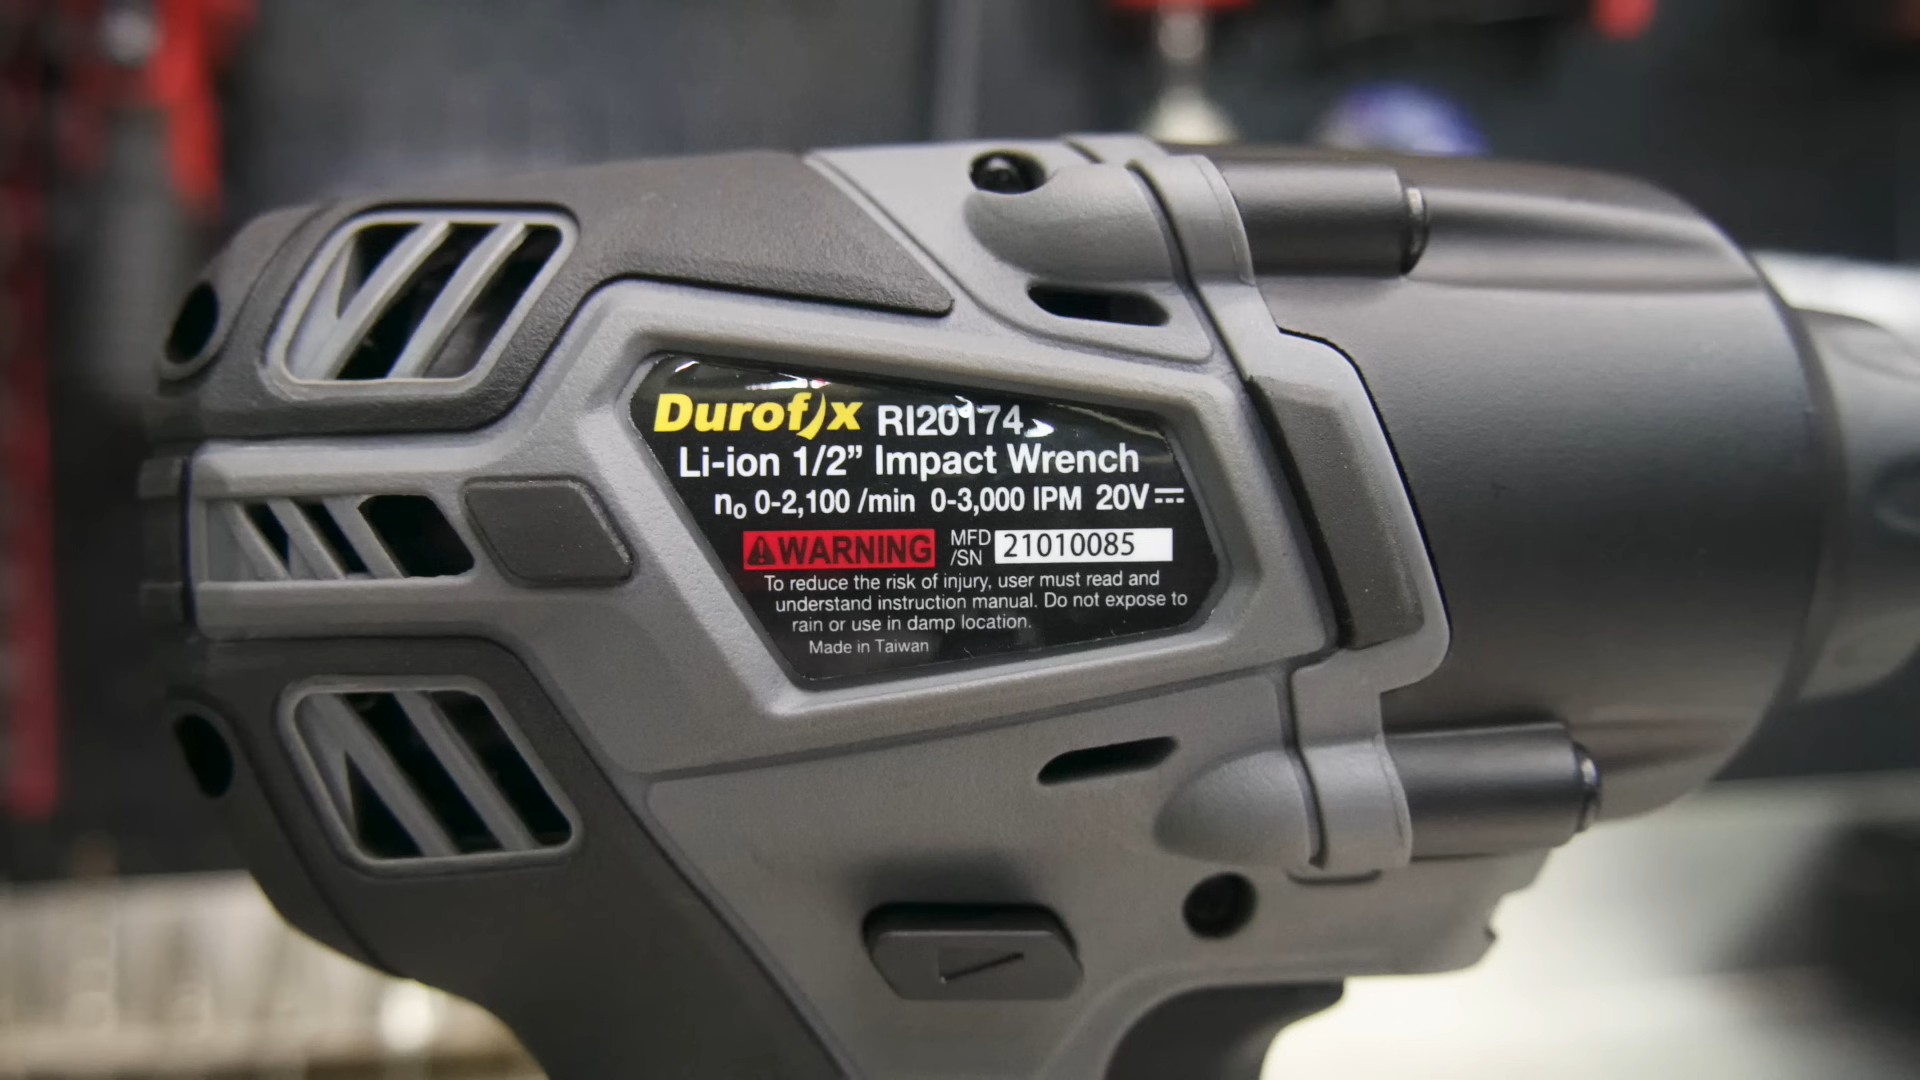 Durofix RI20174
Li-ion 1/2” Impact Wrench
no 0-2,100 /min 0-3,000 IPM 20V⎓
WARNING MFD /SN 21010085
To reduce the risk of injury, user must read and
understand instruction manual. Do not expose to
rain or use in damp location.
Made in Taiwan